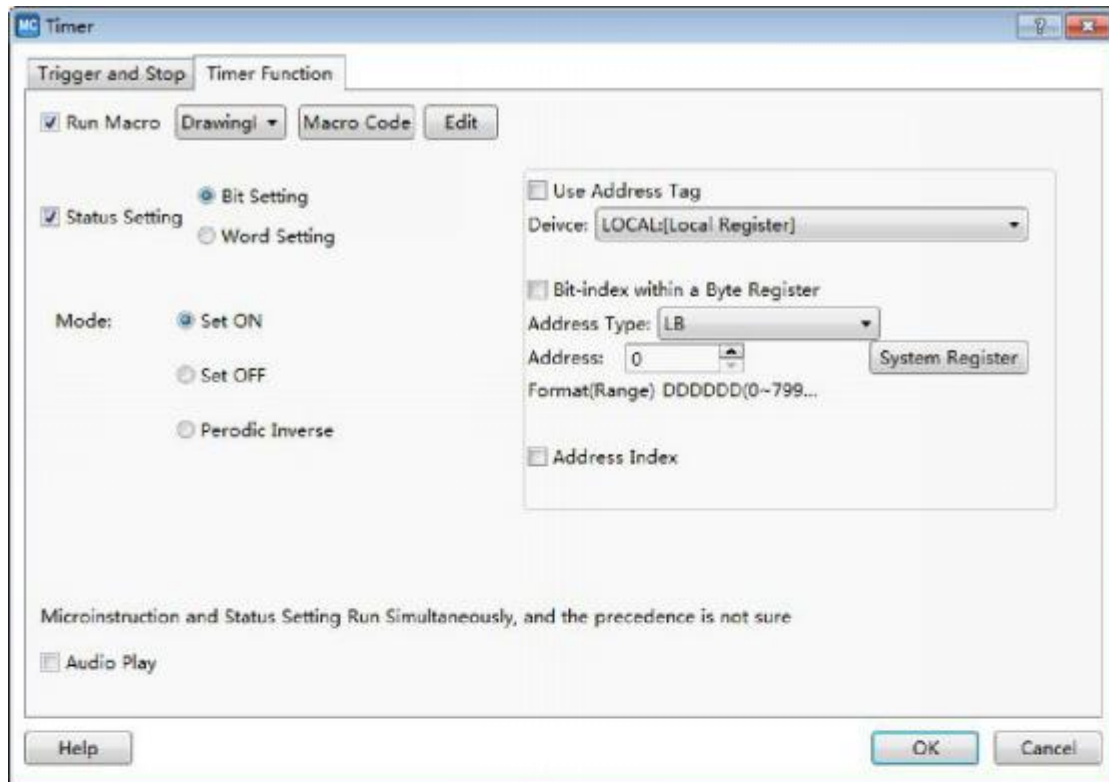 MC Timer
Trigger and Stop Timer Function
Run Macro DrawingI Macro Code Edit
Status Setting
Bit Setting
Word Setting
Mode:
Set ON
Set OFF
Perodic Inverse
Use Address Tag
Deivce: LOCAL:[Local Register]
Bit-index within a Byte Register
Address Type: LB
Address: 0 System Register
Format(Range) DDDDDD(0~799...
Address Index
Microinstruction and Status Setting Run Simultaneously, and the precedence is not sure
Audio Play
Help OK Cancel